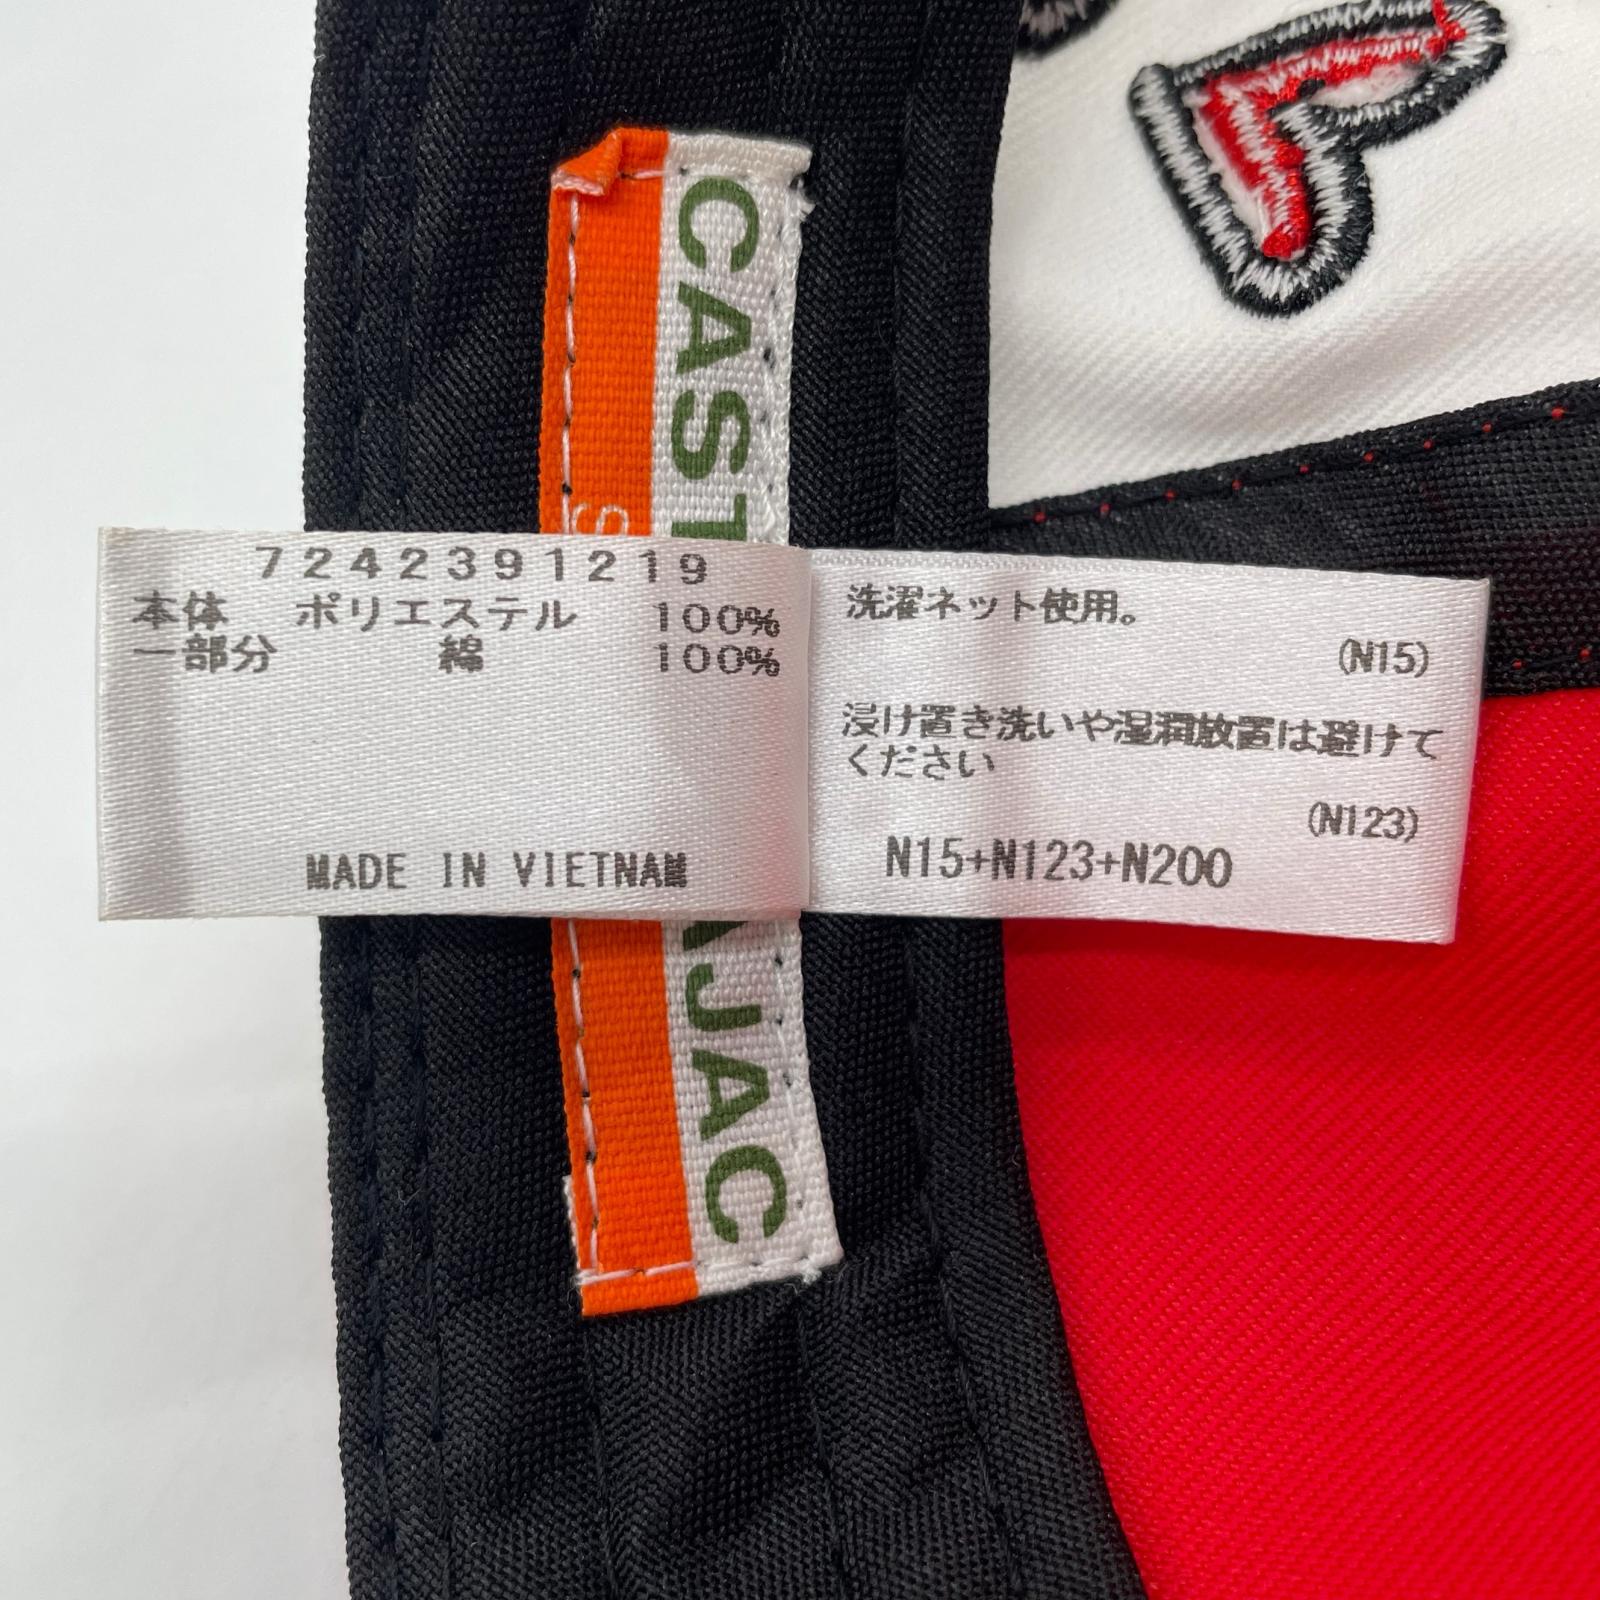 7242391219
本体 ポリエステル 100%
一部分 綿 100%
MADE IN VIETNAM
洗濯ネット使用。
(N15)
浸け置き洗いや湿潤放置は避けて
ください
(N123)
N15+N123+N200